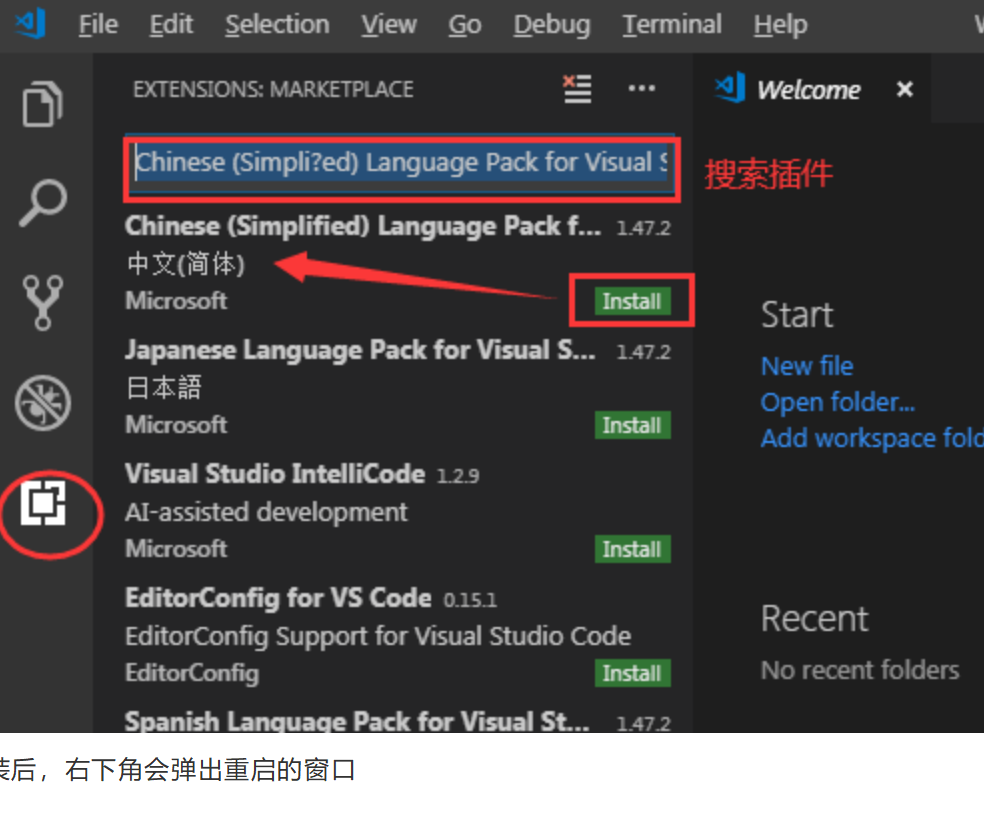 File Edit Selection View Go Debug Terminal Help
EXTENSIONS: MARKETPLACE
Welcome
Chinese (Simpli?ed) Language Pack for Visual S
搜索插件
Chinese (Simplified) Language Pack f... 1.47.2
中文(简体)
Microsoft Install
Japanese Language Pack for Visual S... 1.47.2
日本語
Microsoft Install
Visual Studio IntelliCode 1.2.9
AI-assisted development
Microsoft Install
EditorConfig for VS Code 0.15.1
EditorConfig Support for Visual Studio Code
EditorConfig Install
Spanish Language Pack for Visual St... 1.47.2
Start
New file
Open folder...
Add workspace fold
Recent
No recent folders
装后，右下角会弹出重启的窗口